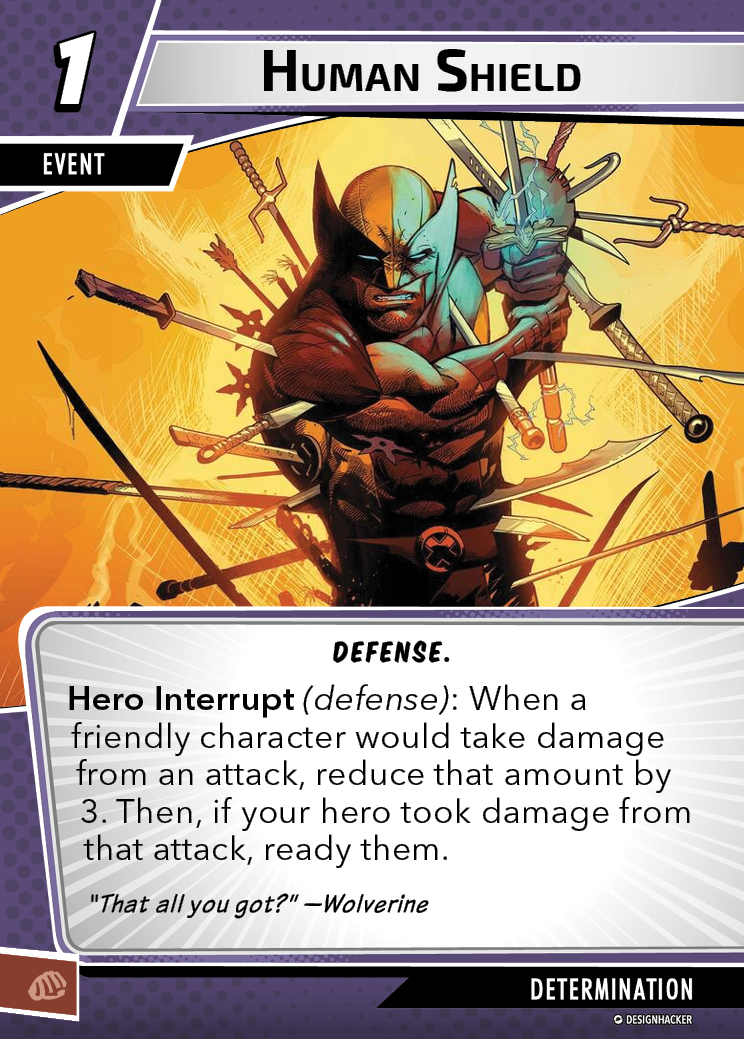 1
HUMAN SHIELD
EVENT
DEFENSE.
Hero Interrupt (defense): When a
friendly character would take damage
from an attack, reduce that amount by
3. Then, if your hero took damage from
that attack, ready them.
"That all you got?" —Wolverine
DETERMINATION
DESIGNHACKER